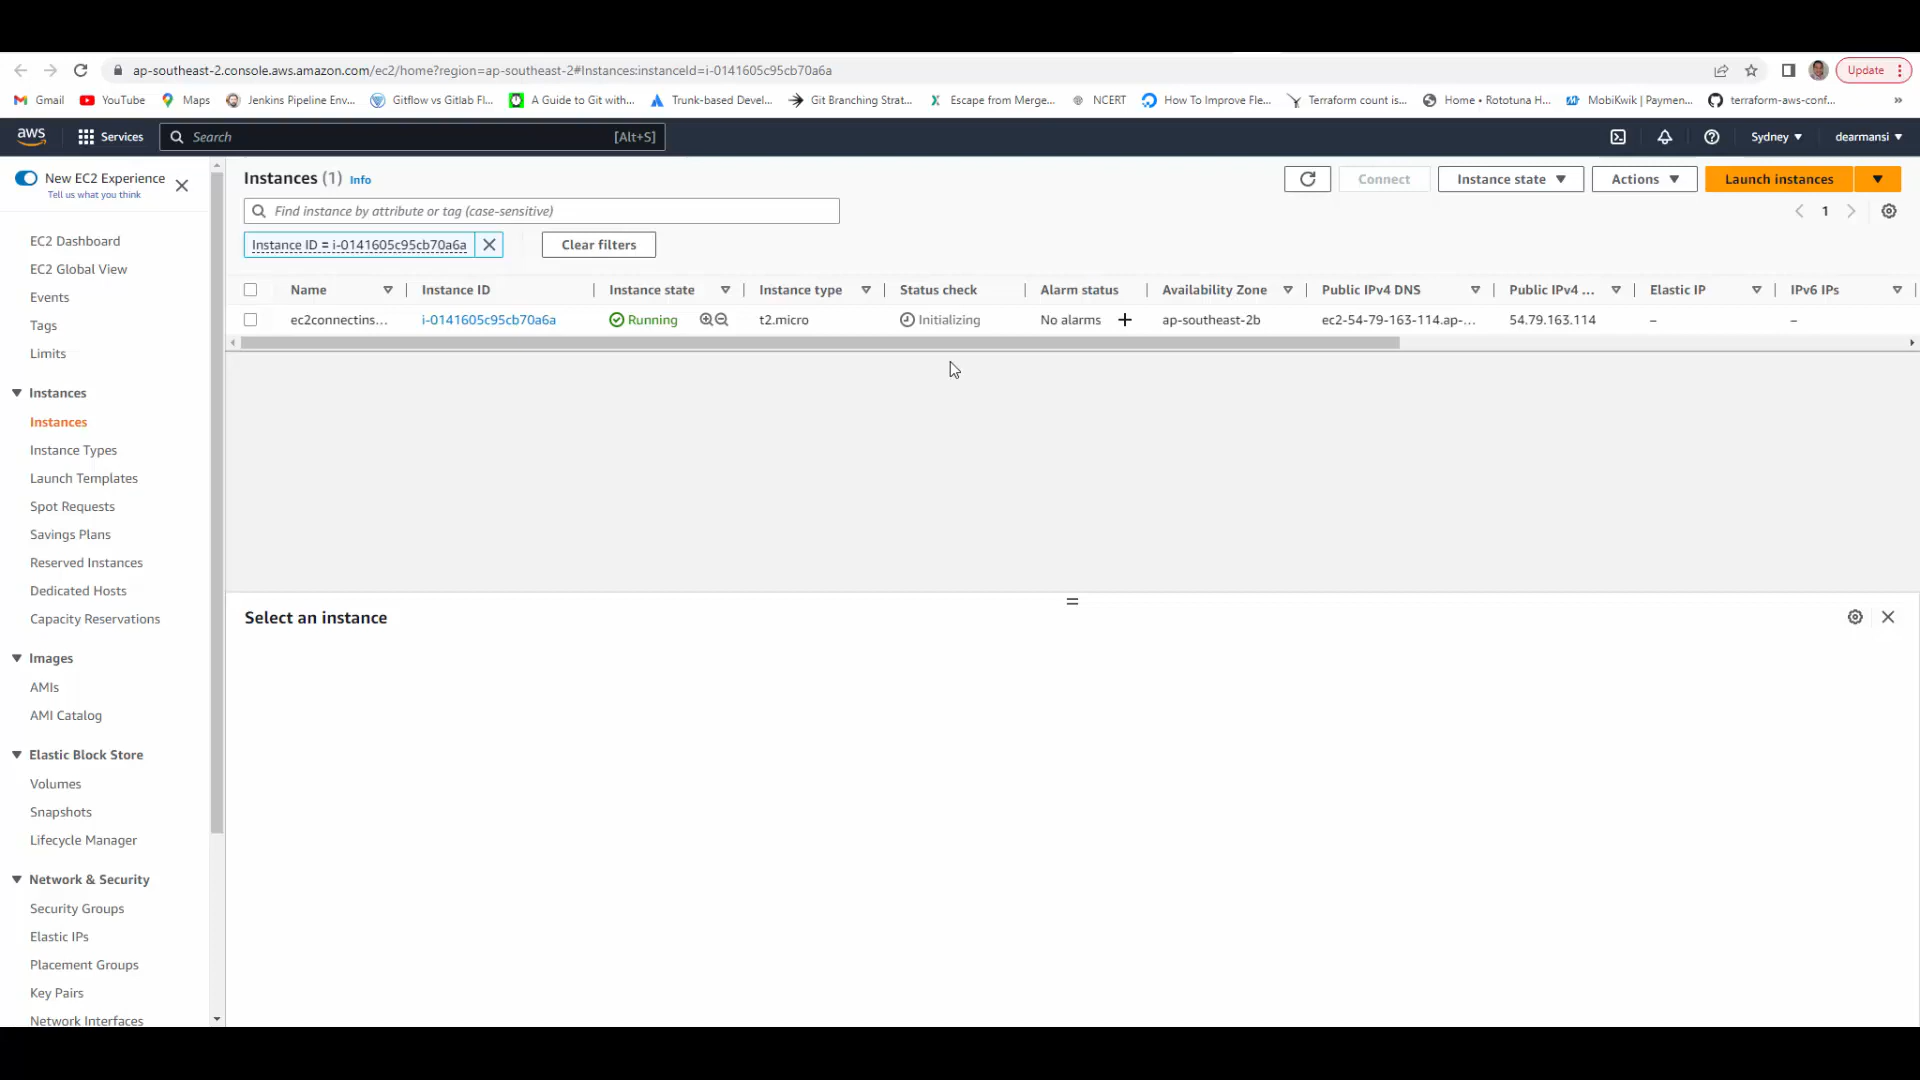 ap-southeast-2.console.aws.amazon.com/ec2/home?region=ap-southeast-2#Instances:instanceId=i-0141605c95cb70a6a
Update
Gmail YouTube Maps Jenkins Pipeline Env... Gitflow vs Gitlab Fl... A Guide to Git with... Trunk-based Devel... Git Branching Strat... Escape from Merge... NCERT How To Improve Fle... Terraform count is... Home • Rototuna H... MobiKwik | Paymen... terraform-aws-conf... »
aws Services Search [Alt+S] Sydney dearmansi
New EC2 Experience
Tell us what you think
EC2 Dashboard
EC2 Global View
Events
Tags
Limits
Instances
Instances
Instance Types
Launch Templates
Spot Requests
Savings Plans
Reserved Instances
Dedicated Hosts
Capacity Reservations
Images
AMIs
AMI Catalog
Elastic Block Store
Volumes
Snapshots
Lifecycle Manager
Network & Security
Security Groups
Elastic IPs
Placement Groups
Key Pairs
Network Interfaces
Instances (1) Info
Connect Instance state Actions Launch instances
Find instance by attribute or tag (case-sensitive)
1
Instance ID = i-0141605c95cb70a6a
Clear filters
Name Instance ID Instance state Instance type Status check Alarm status Availability Zone Public IPv4 DNS Public IPv4 ... Elastic IP IPv6 IPs
ec2connectins... i-0141605c95cb70a6a Running t2.micro Initializing No alarms + ap-southeast-2b ec2-54-79-163-114.ap-... 54.79.163.114 – –
Select an instance